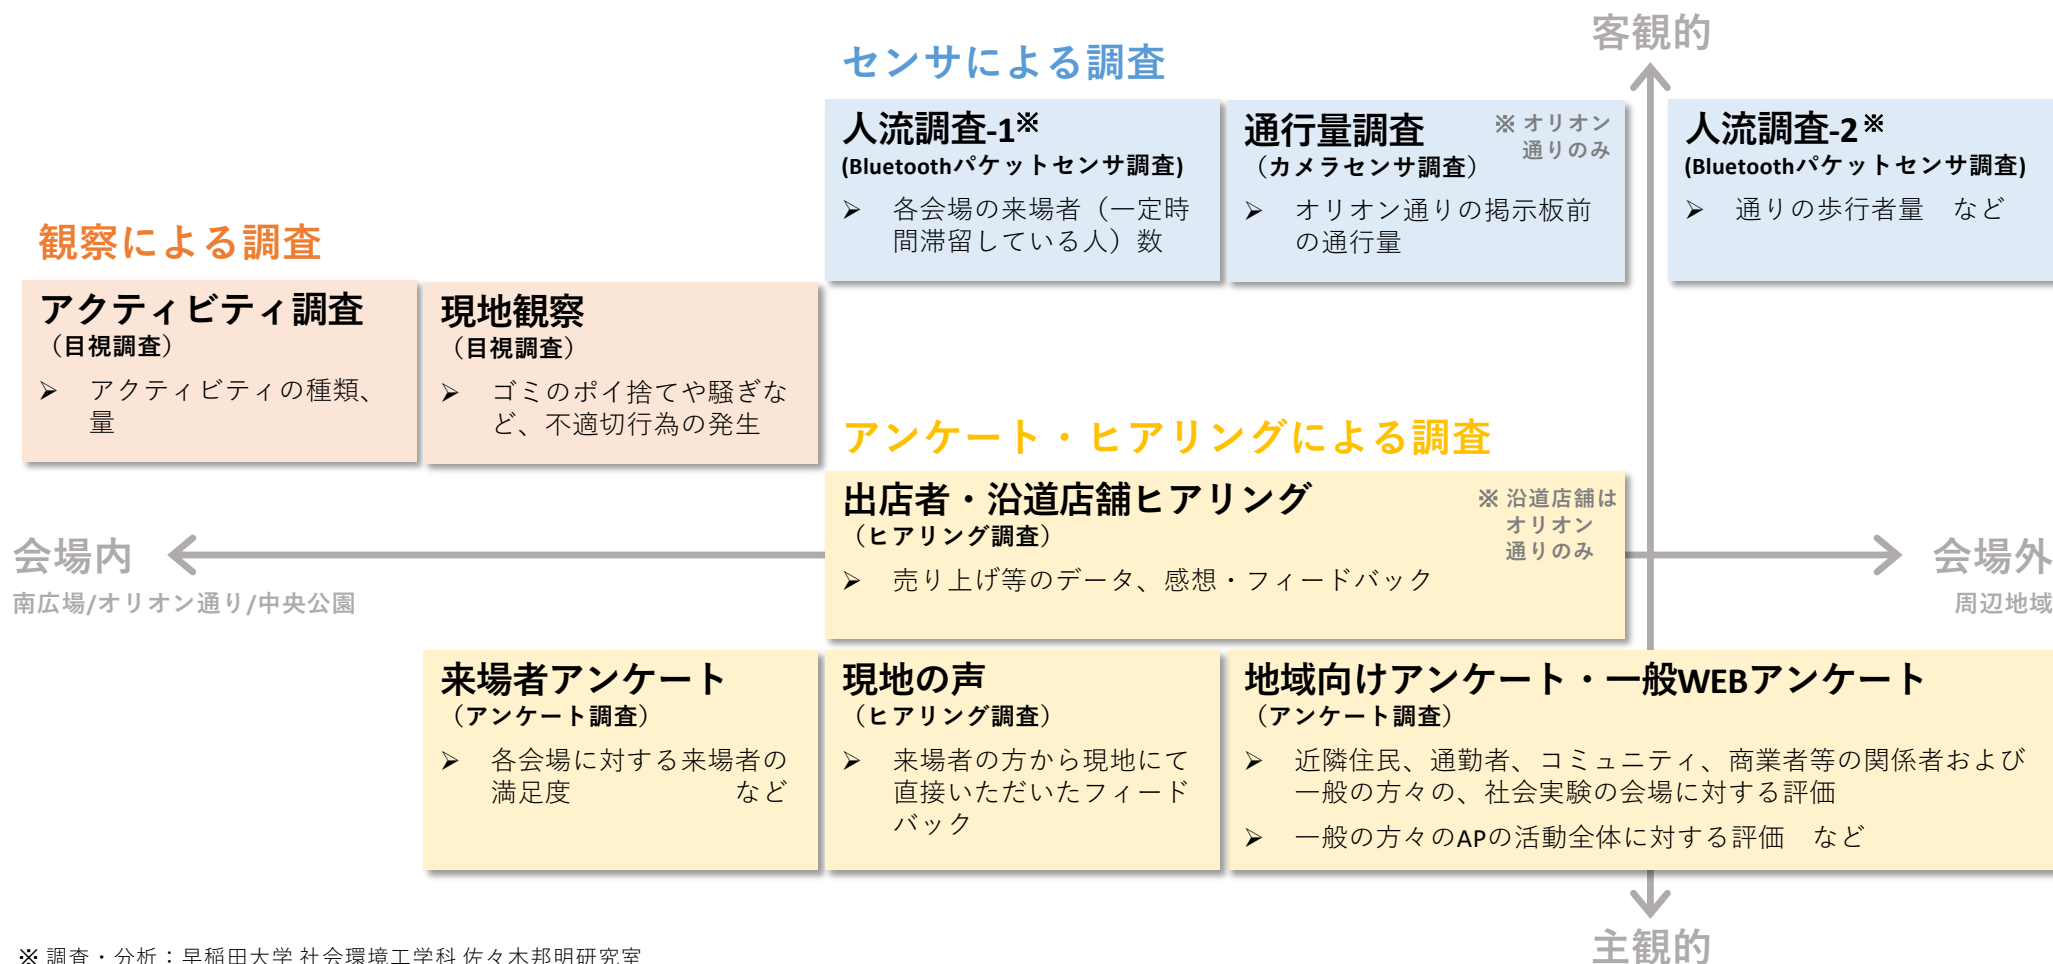 客観的
センサによる調査
人流調査-1※
(Bluetoothパケットセンサ調査)
➢ 各会場の来場者（一定時
間滞留している人）数
通行量調査
（カメラセンサ調査）
※ オリオン
通りのみ
➢ オリオン通りの掲示板前
の通行量
人流調査-2※
(Bluetoothパケットセンサ調査)
➢ 通りの歩行者量　など
観察による調査
アクティビティ調査
（目視調査）
➢ アクティビティの種類、
量
現地観察
（目視調査）
➢ ゴミのポイ捨てや騒ぎな
ど、不適切行為の発生
アンケート・ヒアリングによる調査
出店者・沿道店舗ヒアリング
（ヒアリング調査）
※ 沿道店舗は
オリオン
通りのみ
➢ 売り上げ等のデータ、感想・フィードバック
会場内
南広場/オリオン通り/中央公園
会場外
周辺地域
来場者アンケート
（アンケート調査）
➢ 各会場に対する来場者の
満足度　　　　など
現地の声
（ヒアリング調査）
➢ 来場者の方から現地にて
直接いただいたフィード
バック
地域向けアンケート・一般WEBアンケート
（アンケート調査）
➢ 近隣住民、通勤者、コミュニティ、商業者等の関係者および
一般の方々の、社会実験の会場に対する評価
➢ 一般の方々のAPの活動全体に対する評価　など
主観的
※ 調査・分析：早稲田大学 社会環境工学科 佐々木邦明研究室